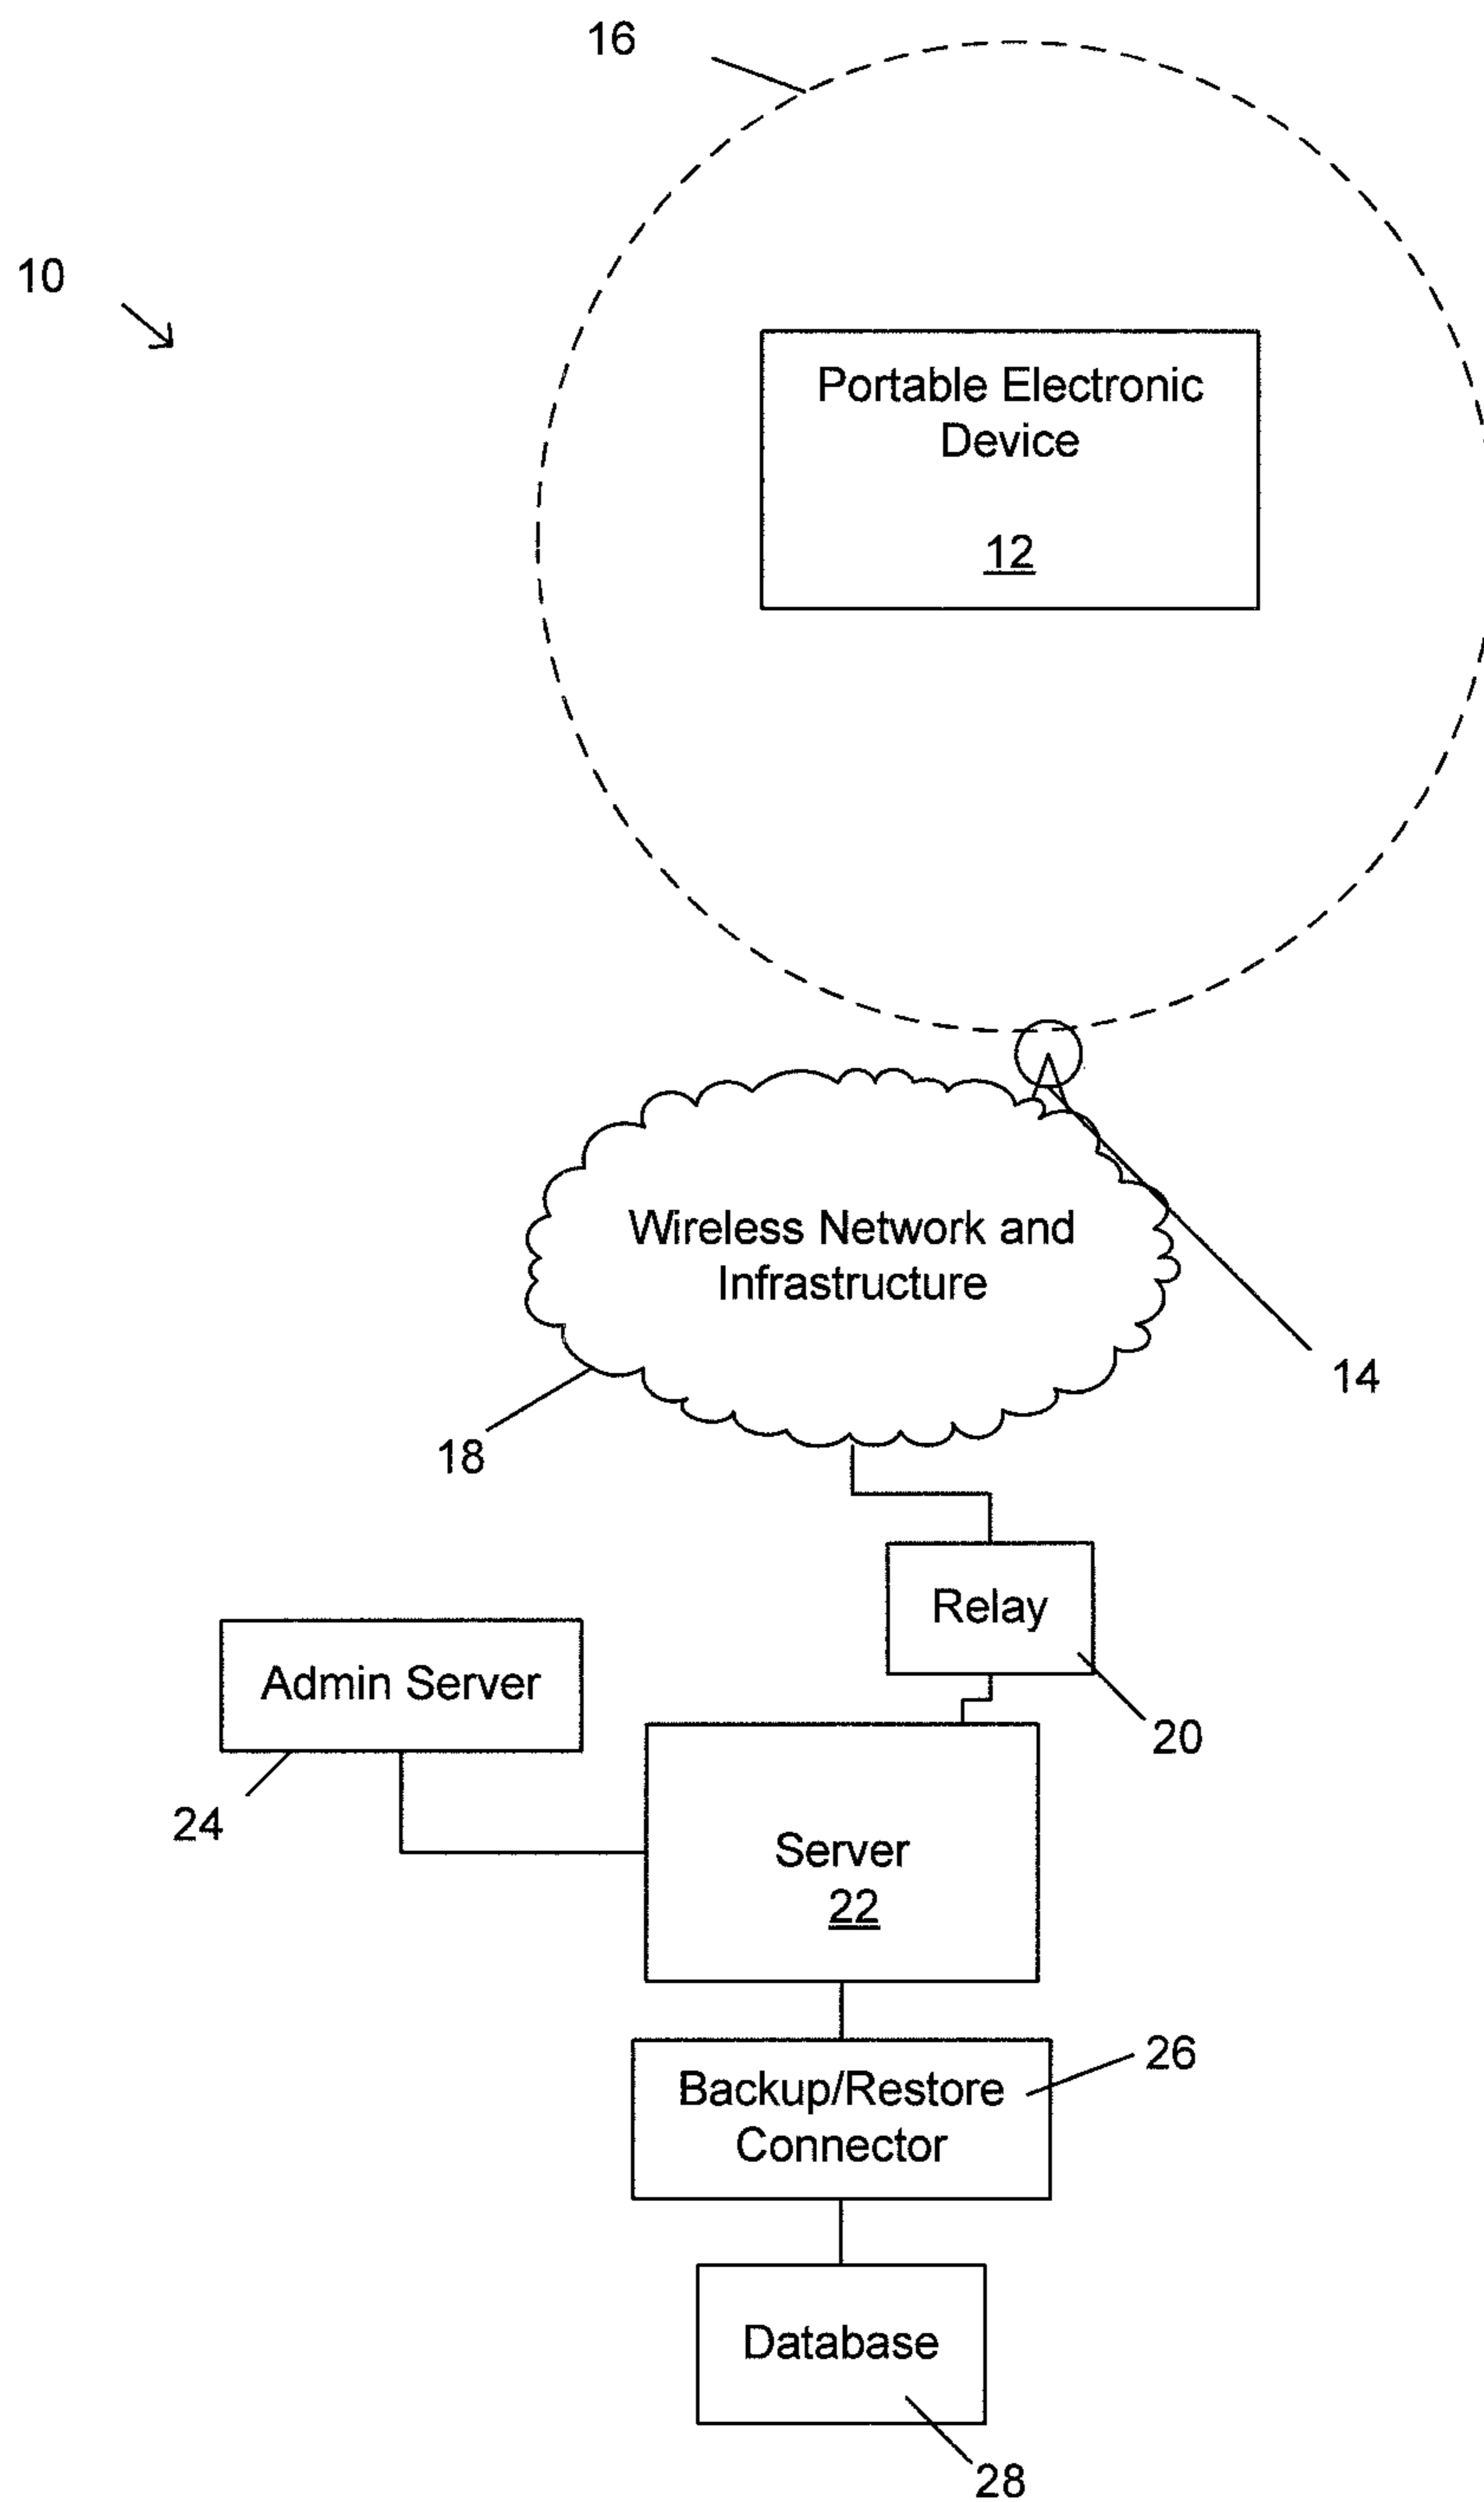 16
10
Portable Electronic
Device
12
Wireless Network and
Infrastructure
14
18
Relay
Admin Server
20
24
Server
22
26
Backup/Restore
Connector
Database
28